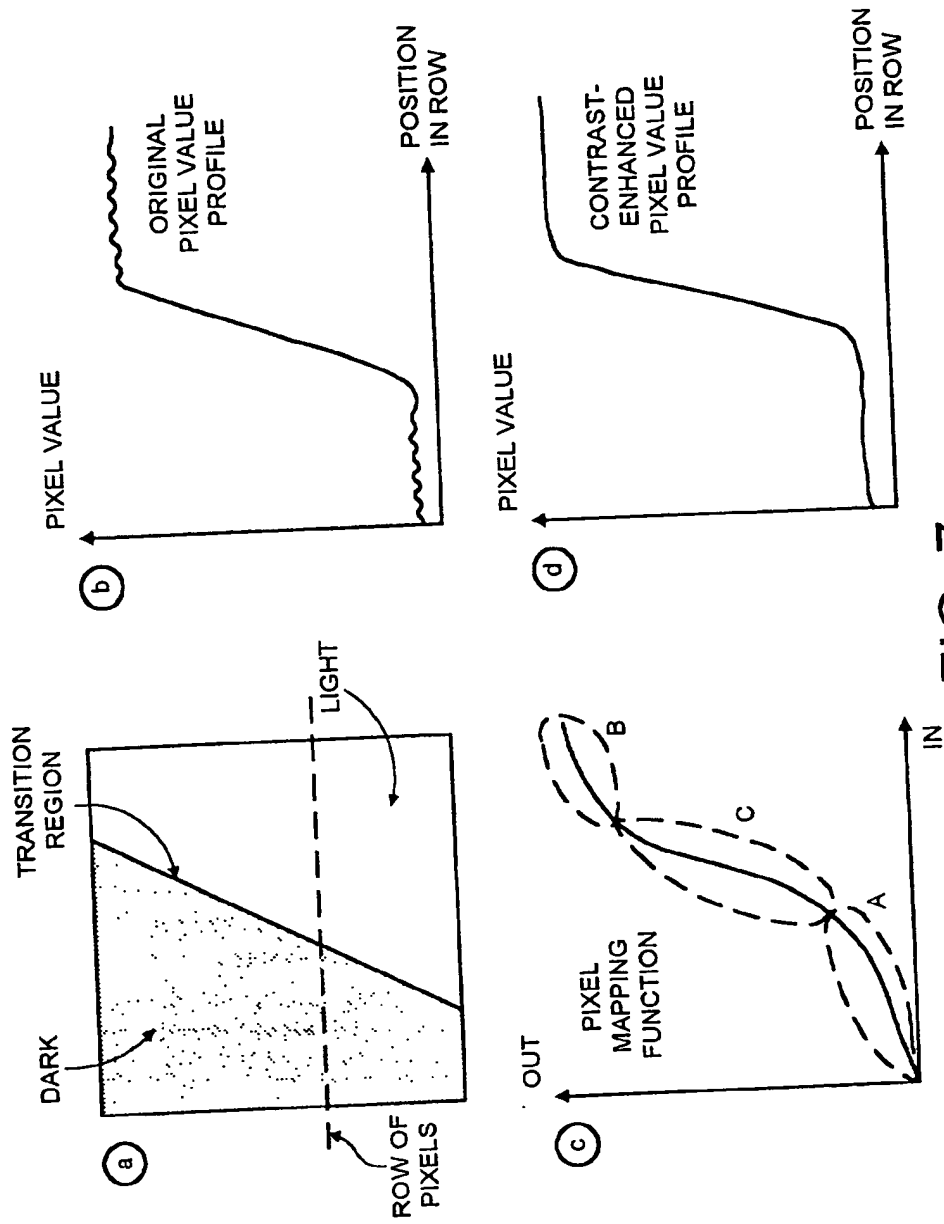 a
DARK
TRANSITION
REGION
LIGHT
ROW OF
PIXELS
b
PIXEL VALUE
ORIGINAL
PIXEL VALUE
PROFILE
POSITION
IN ROW
c
OUT
PIXEL
MAPPING
FUNCTION
A
B
C
IN
d
PIXEL VALUE
CONTRAST-
ENHANCED
PIXEL VALUE
PROFILE
POSITION
IN ROW